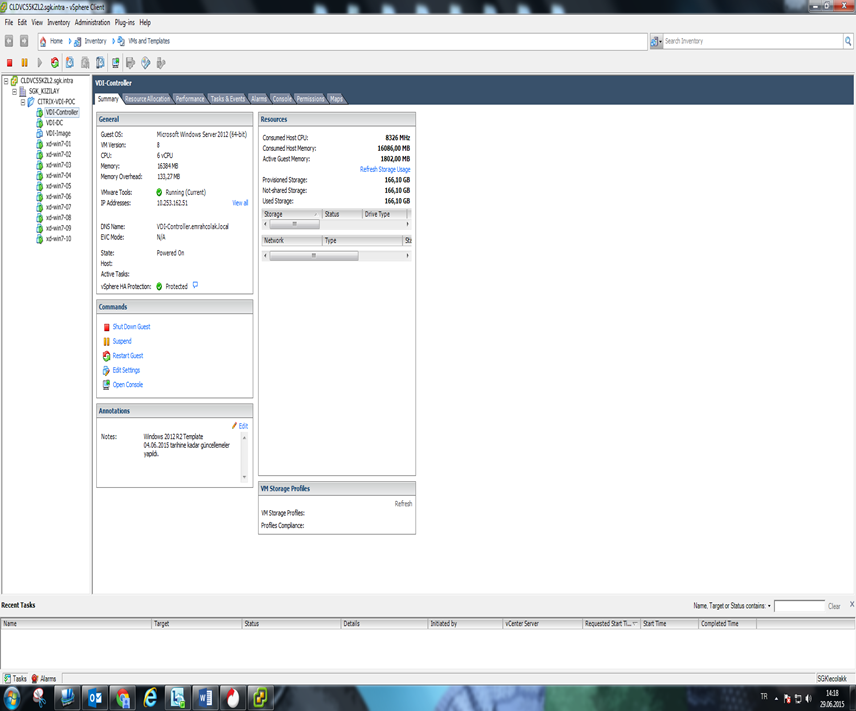 CLDVCS5KZL2.sgk.intra - vSphere Client
File Edit View Inventory Administration Plug-ins Help
Home Inventory VMs and Templates
Search Inventory
CLDVCS5KZL2.sgk.intra
SGK_KIZILAY
CITRIX-VDI-POC
VDI-Controller
VDI-DC
VDI-Image
xd-win7-01
xd-win7-02
xd-win7-03
xd-win7-04
xd-win7-05
xd-win7-06
xd-win7-07
xd-win7-08
xd-win7-09
xd-win7-10
VDI-Controller
Summary Resource Allocation Performance Tasks & Events Alarms Console Permissions Maps
General
Guest OS: Microsoft Windows Server 2012 (64-bit)
VM Version: 8
CPU: 6 vCPU
Memory: 16384 MB
Memory Overhead: 133,27 MB
VMware Tools: Running (Current)
IP Addresses: 10.253.162.51 View all
DNS Name: VDI-Controller.emrahcolak.local
EVC Mode: N/A
State: Powered On
Host:
Active Tasks:
vSphere HA Protection: Protected
Commands
Shut Down Guest
Suspend
Restart Guest
Edit Settings
Open Console
Annotations
Edit
Notes: Windows 2012 R2 Template
04.06.2015 tarihine kadar güncellemeler
yapıldı.
Resources
Consumed Host CPU: 8326 MHz
Consumed Host Memory: 16086,00 MB
Active Guest Memory: 1802,00 MB
Refresh Storage Usage
Provisioned Storage: 166,10 GB
Not-shared Storage: 166,10 GB
Used Storage: 166,10 GB
Storage Status Drive Type
Network Type Sta
VM Storage Profiles
Refresh
VM Storage Profiles:
Profiles Compliance:
Recent Tasks
Name, Target or Status contains: Clear
Name Target Status Details Initiated by vCenter Server Requested Start Ti... Start Time Completed Time
Tasks Alarms
SGK\ecolakk
TR
14:18
29.06.2015